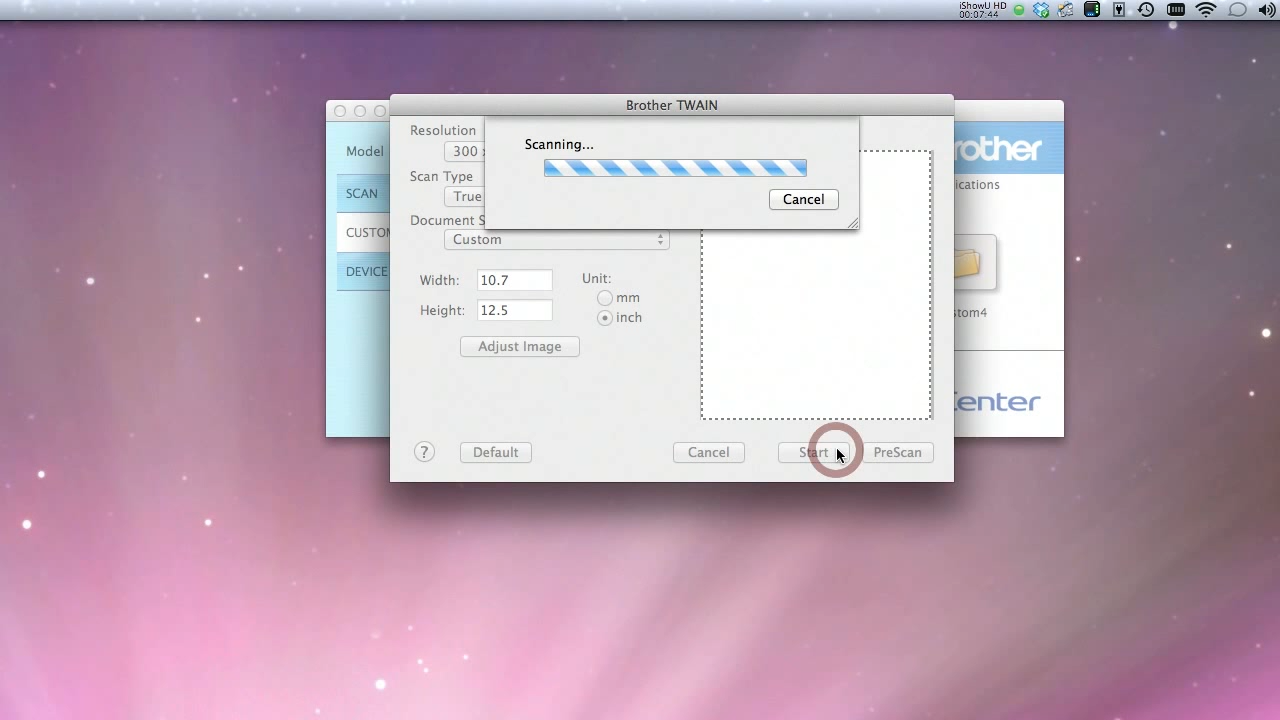 iShowU HD
00:07:44
Brother TWAIN
Resolution
300
Scan Type
True
Document S
Custom
Width: 10.7
Height: 12.5
Unit:
mm
inch
Adjust Image
? Default Cancel Start PreScan
Scanning...
Cancel
Model
SCAN
CUSTOM
DEVICE
rother
ications
stom4
Center